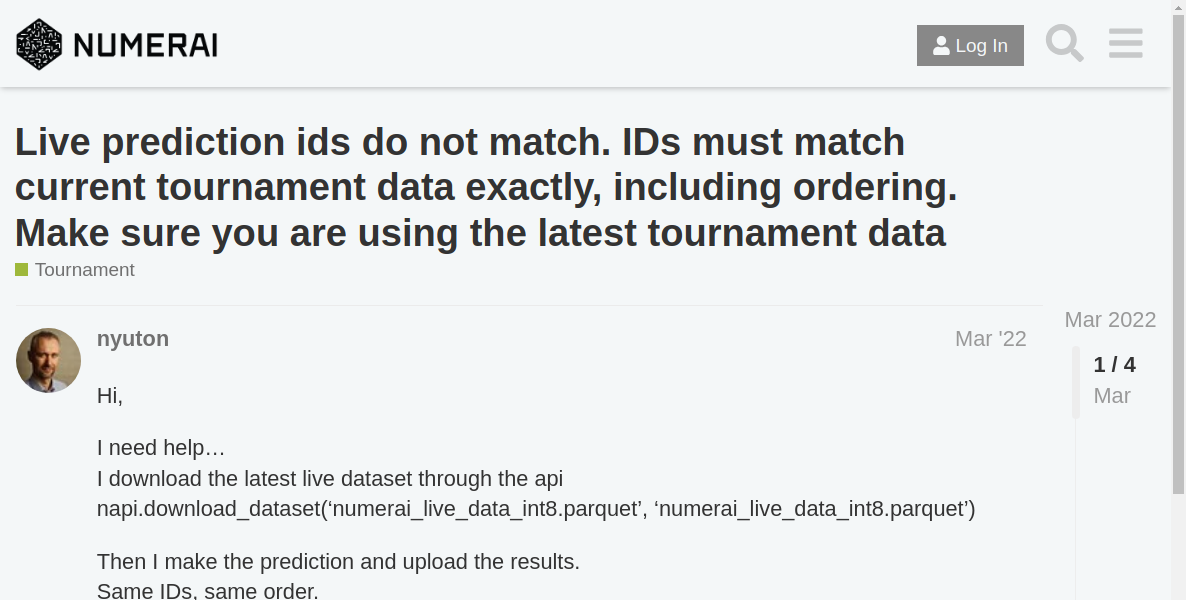 NUMERAI
Log In
Live prediction ids do not match. IDs must match
current tournament data exactly, including ordering.
Make sure you are using the latest tournament data
Tournament
nyuton
Mar '22
Mar 2022
1 / 4
Mar
Hi,
I need help…
I download the latest live dataset through the api
napi.download_dataset(‘numerai_live_data_int8.parquet’, ‘numerai_live_data_int8.parquet’)
Then I make the prediction and upload the results.
Same IDs, same order.